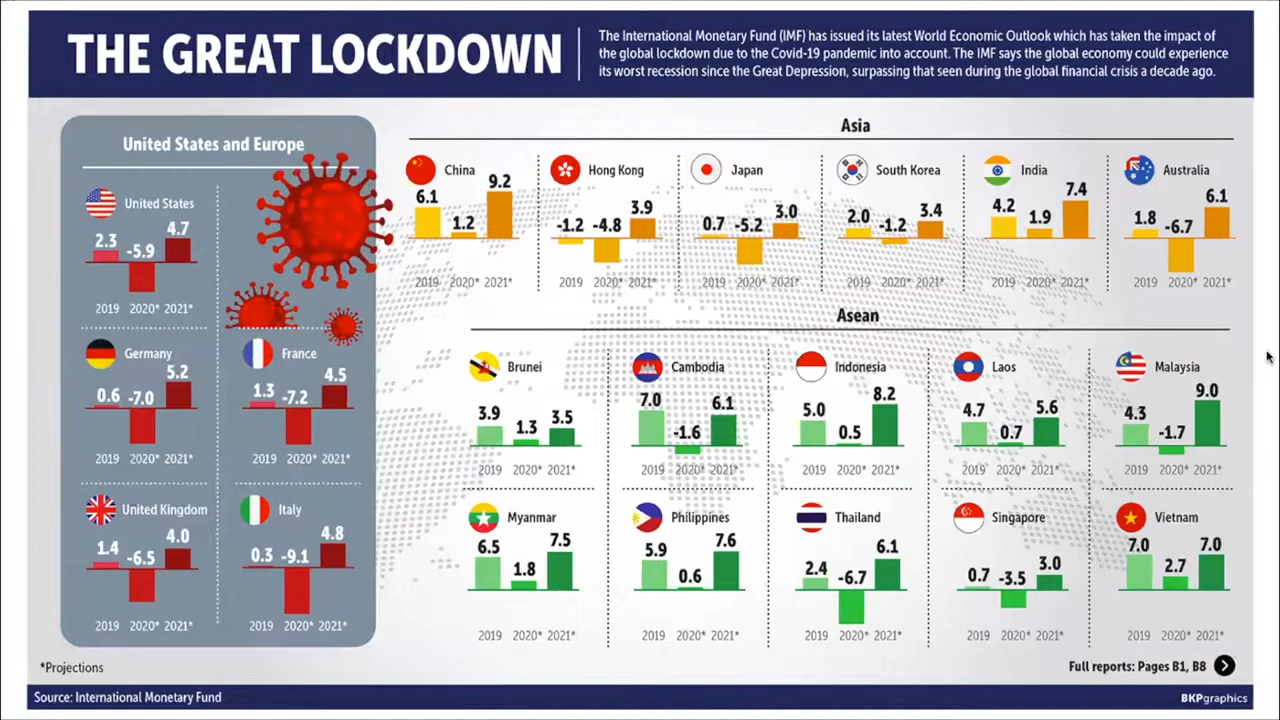 THE GREAT LOCKDOWN
The International Monetary Fund (IMF) has issued its latest World Economic Outlook which has taken the impact of
the global lockdown due to the Covid-19 pandemic into account. The IMF says the global economy could experience
its worst recession since the Great Depression, surpassing that seen during the global financial crisis a decade ago.
United States and Europe
United States
2.3 -5.9 4.7
2019 2020* 2021*
Germany
0.6 -7.0 5.2
2019 2020* 2021*
France
1.3 -7.2 4.5
2019 2020* 2021*
United Kingdom
1.4 -6.5 4.0
2019 2020* 2021*
Italy
0.3 -9.1 4.8
2019 2020* 2021*
Asia
China
6.1 1.2 9.2
2019 2020* 2021*
Hong Kong
-1.2 -4.8 3.9
2019 2020* 2021*
Japan
0.7 -5.2 3.0
2019 2020* 2021*
South Korea
2.0 -1.2 3.4
2019 2020* 2021*
India
4.2 1.9 7.4
2019 2020* 2021*
Australia
1.8 -6.7 6.1
2019 2020* 2021*
Asean
Brunei
3.9 1.3 3.5
2019 2020* 2021*
Cambodia
7.0 -1.6 6.1
2019 2020* 2021*
Indonesia
5.0 0.5 8.2
2019 2020* 2021*
Laos
4.7 0.7 5.6
2019 2020* 2021*
Malaysia
4.3 -1.7 9.0
2019 2020* 2021*
Myanmar
6.5 1.8 7.5
2019 2020* 2021*
Philippines
5.9 0.6 7.6
2019 2020* 2021*
Thailand
2.4 -6.7 6.1
2019 2020* 2021*
Singapore
0.7 -3.5 3.0
2019 2020* 2021*
Vietnam
7.0 2.7 7.0
2019 2020* 2021*
*Projections
Full reports: Pages B1, B8
Source: International Monetary Fund
BKPgraphics